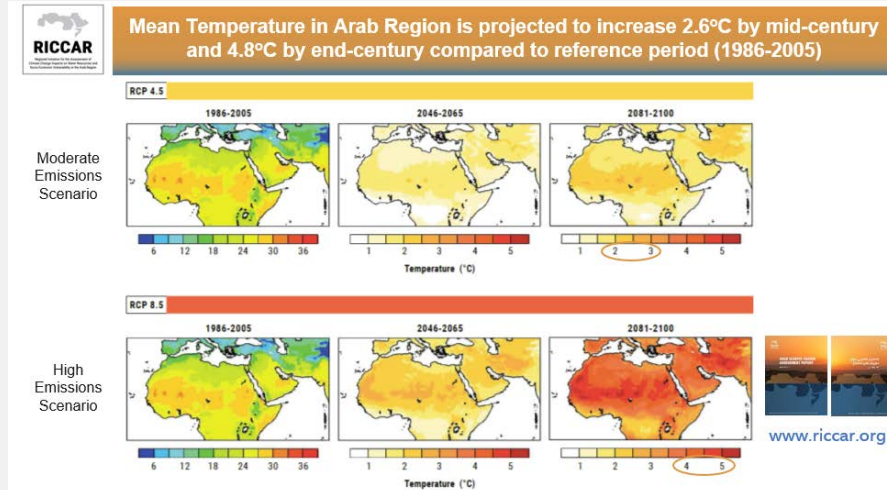 RICCAR
Mean Temperature in Arab Region is projected to increase 2.6°C by mid-century
and 4.8°C by end-century compared to reference period (1986-2005)
RCP 4.5
1986-2005
2046-2065
2081-2100
Moderate
Emissions
Scenario
6 12 18 24 30 36
1 2 3 4 5
1 2 3 4 5
Temperature (°C)
RCP 8.5
1986-2005
2046-2065
2081-2100
High
Emissions
Scenario
6 12 18 24 30 36
1 2 3 4 5
1 2 3 4 5
Temperature (°C)
www.riccar.org